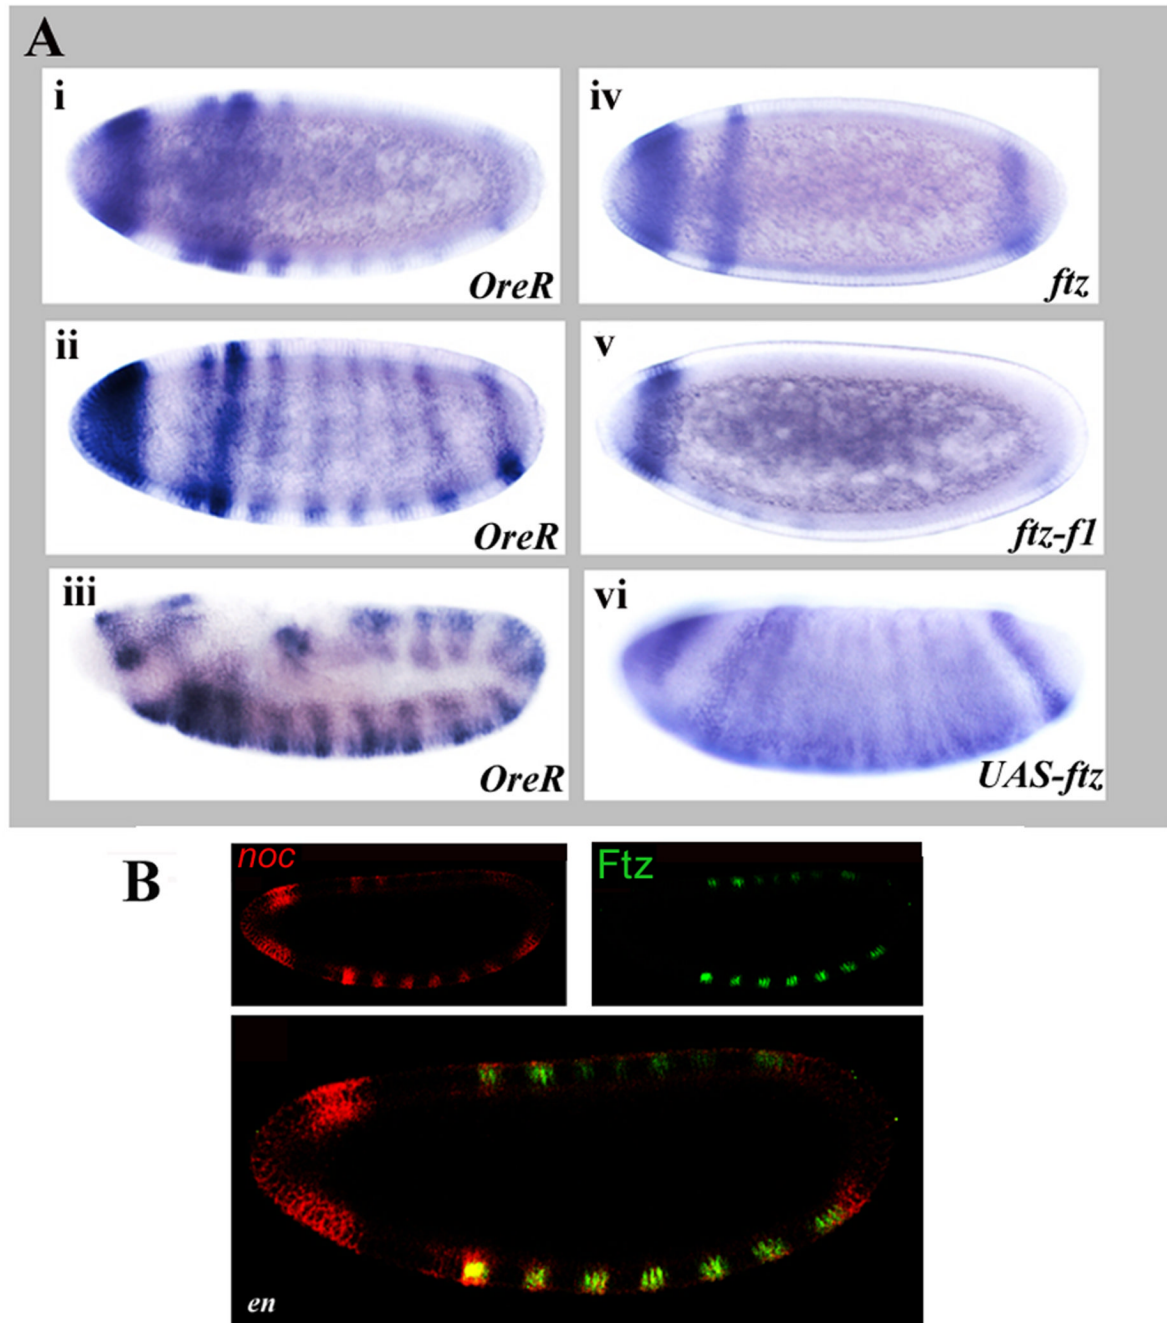 A
i
OreR
iv
ftz
ii
OreR
v
ftz-f1
iii
OreR
vi
UAS-ftz
B
noc
Ftz
en